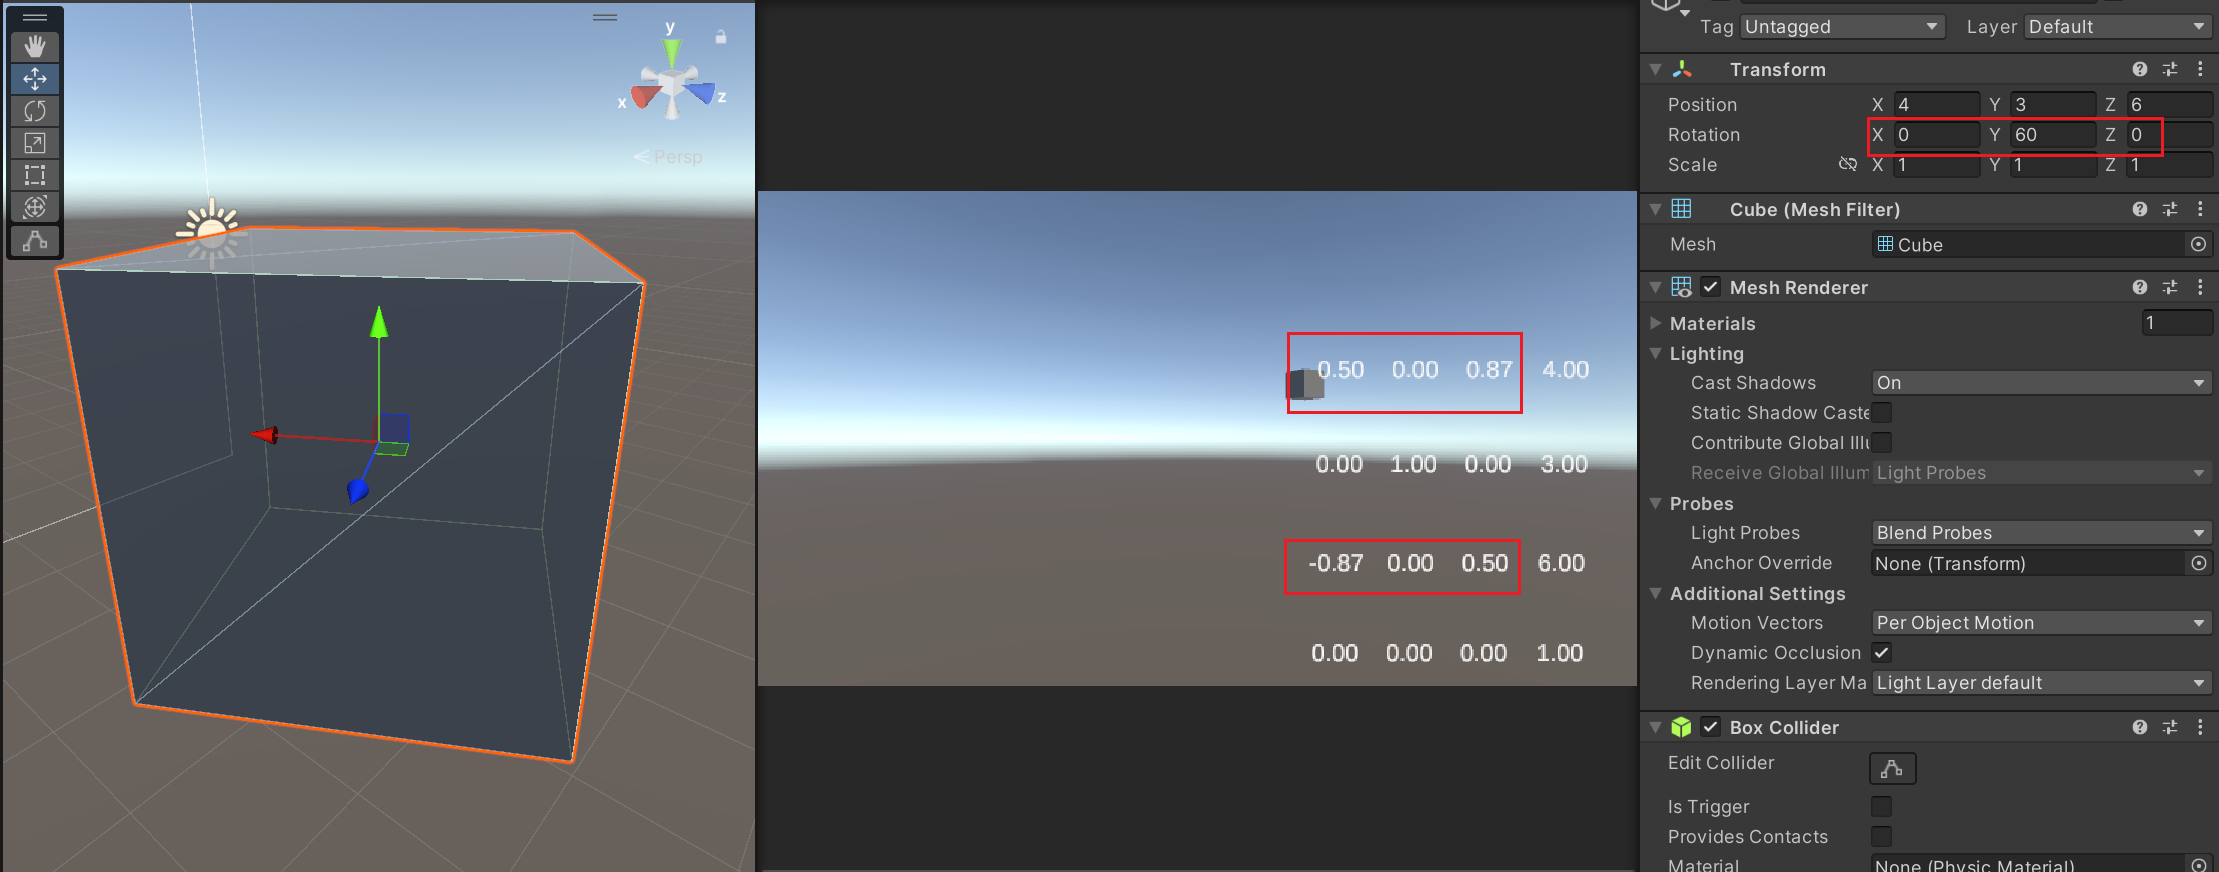 y
x
z
Persp
0.50 0.00 0.87 4.00
0.00 1.00 0.00 3.00
-0.87 0.00 0.50 6.00
0.00 0.00 0.00 1.00
Tag Untagged Layer Default
Transform
Position X 4 Y 3 Z 6
Rotation X 0 Y 60 Z 0
Scale X 1 Y 1 Z 1
Cube (Mesh Filter)
Mesh Cube
Mesh Renderer
Materials 1
Lighting
Cast Shadows On
Static Shadow Caste
Contribute Global Illu
Receive Global Illum Light Probes
Probes
Light Probes Blend Probes
Anchor Override None (Transform)
Additional Settings
Motion Vectors Per Object Motion
Dynamic Occlusion
Rendering Layer Ma Light Layer default
Box Collider
Edit Collider
Is Trigger
Provides Contacts
Material None (Physic Material)